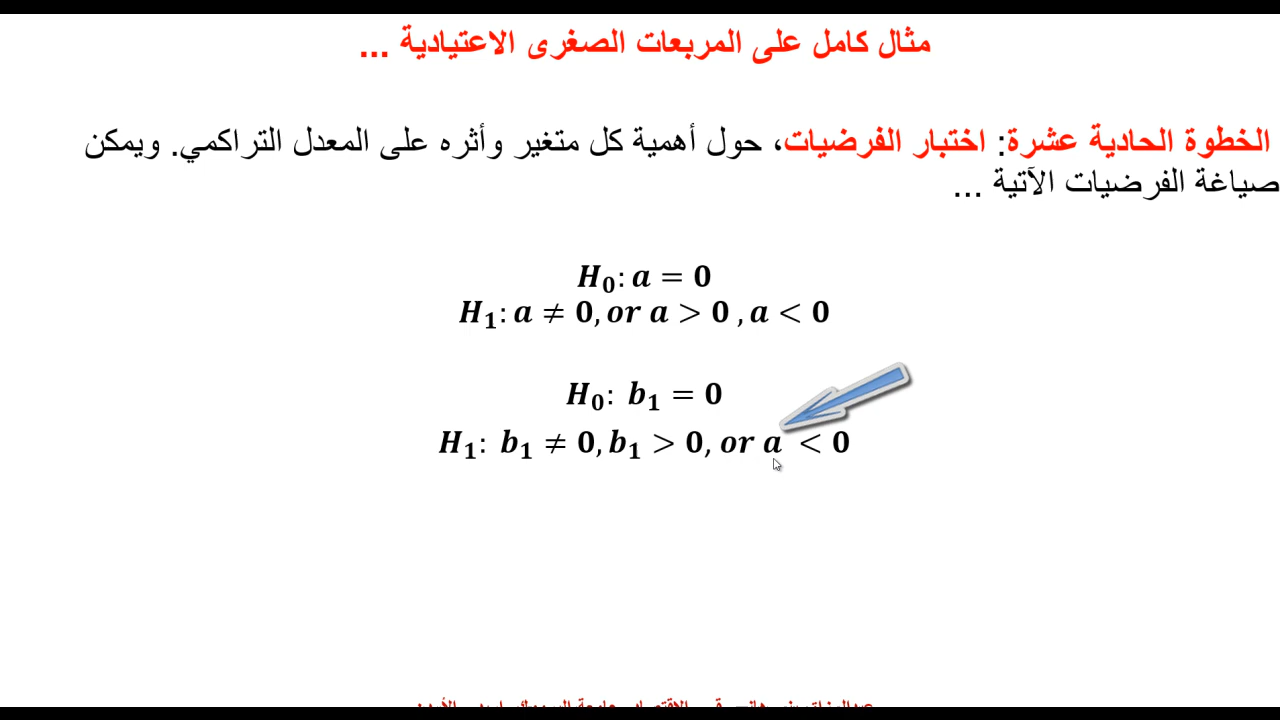 مثال كامل على المربعات الصغرى الاعتيادية ...
الخطوة الحادية عشرة: اختبار الفرضيات، حول أهمية كل متغير وأثره على المعدل التراكمي. ويمكن
صياغة الفرضيات الآتية ...
H₀: a = 0
H₁: a ≠ 0, or a > 0 , a < 0
H₀: b₁ = 0
H₁: b₁ ≠ 0, b₁ > 0, or a < 0